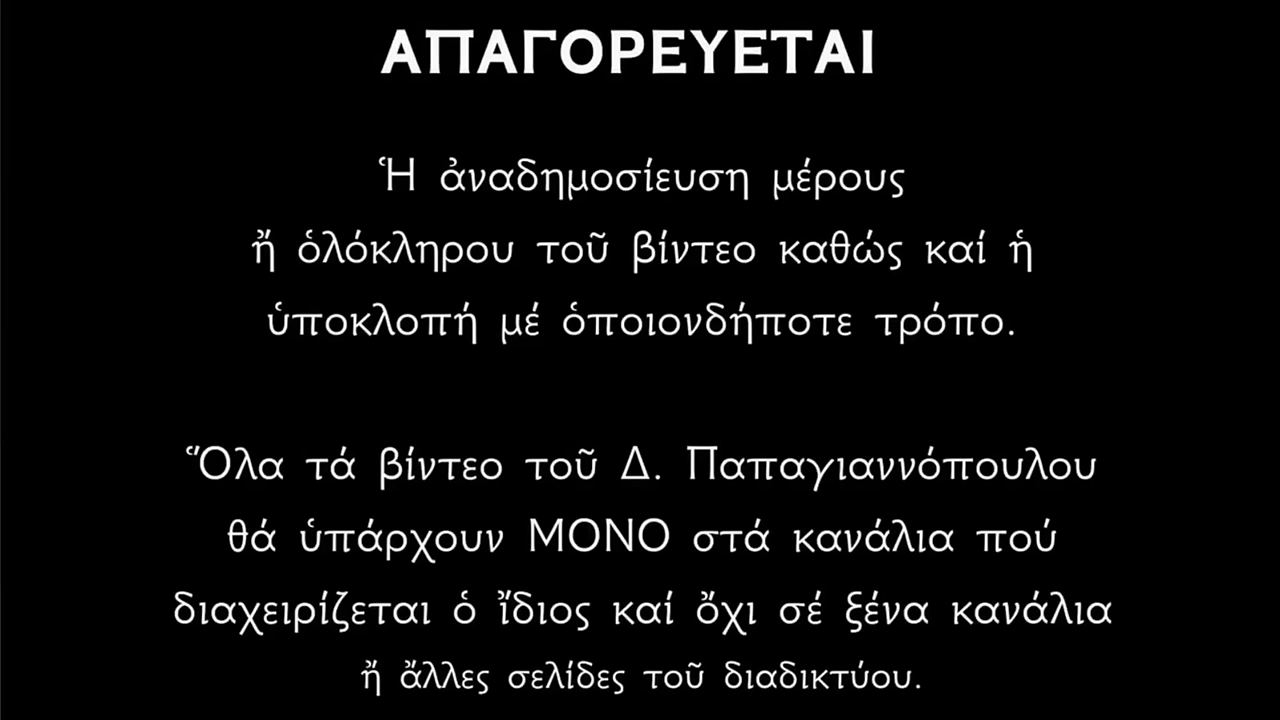 ΑΠΑΓΟΡΕΥΕΤΑΙ
Ἡ ἀναδημοσίευση μέρους
ἤ ὁλόκληρου τοῦ βίντεο καθώς καί ἡ
ὑποκλοπή μέ ὁποιονδήποτε τρόπο.
Ὅλα τά βίντεο τοῦ Δ. Παπαγιαννόπουλου
θά ὑπάρχουν ΜΟΝΟ στά κανάλια πού
διαχειρίζεται ὁ ἴδιος καί ὄχι σέ ξένα κανάλια
ἤ ἄλλες σελίδες τοῦ διαδικτύου.